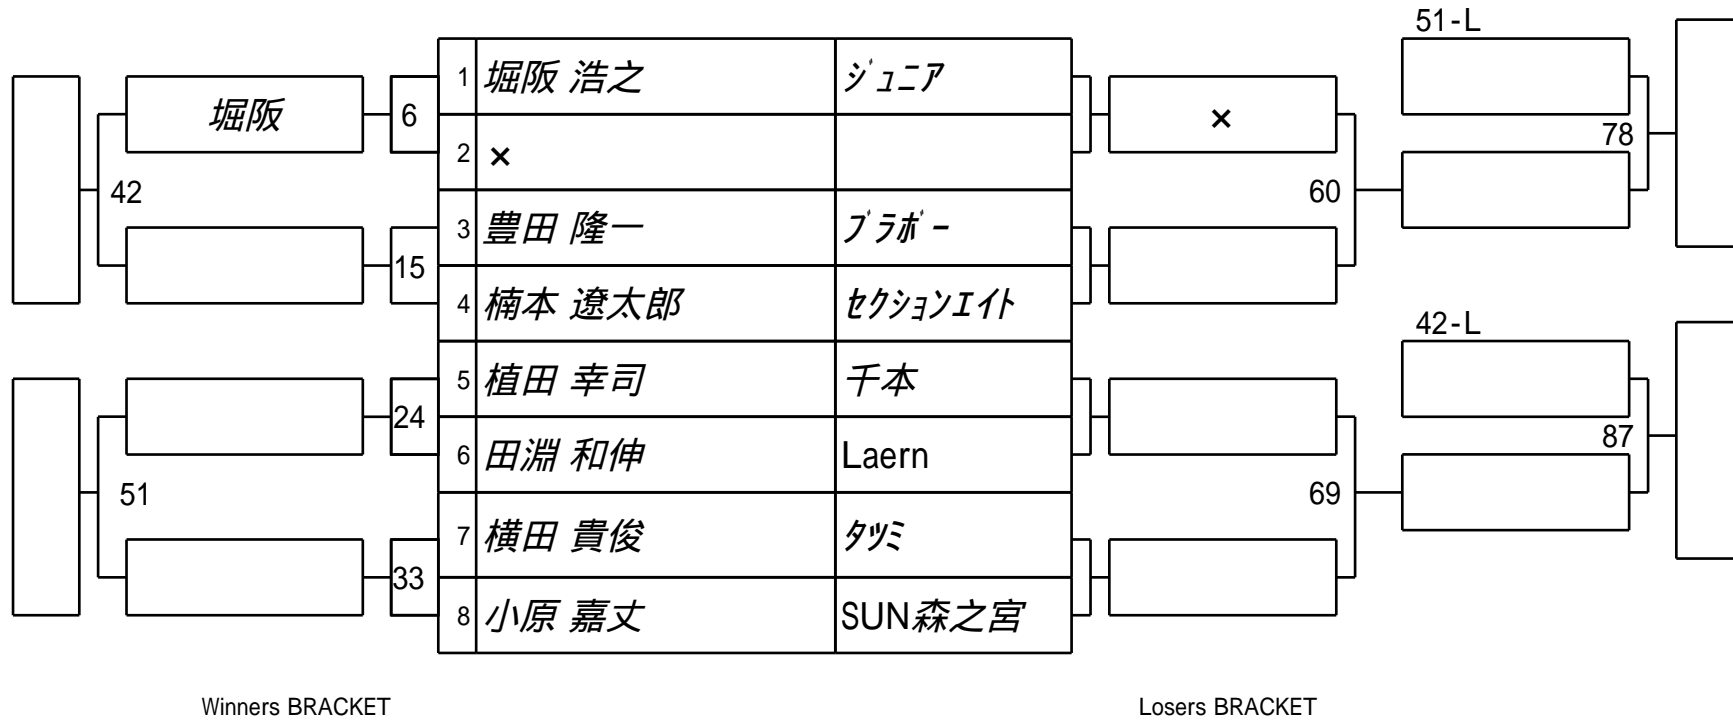 51-L
1 堀阪 浩之 ジュニア
堀阪 6 ×
2 × 78
42 60
3 豊田 隆一 ブラボー
15
4 楠本 遼太郎 セクションエイト
42-L
5 植田 幸司 千本
24 87
6 田淵 和伸 Laern
51 69
7 横田 貴俊 タツミ
33
8 小原 嘉丈 SUN森之宮
Winners BRACKET Losers BRACKET